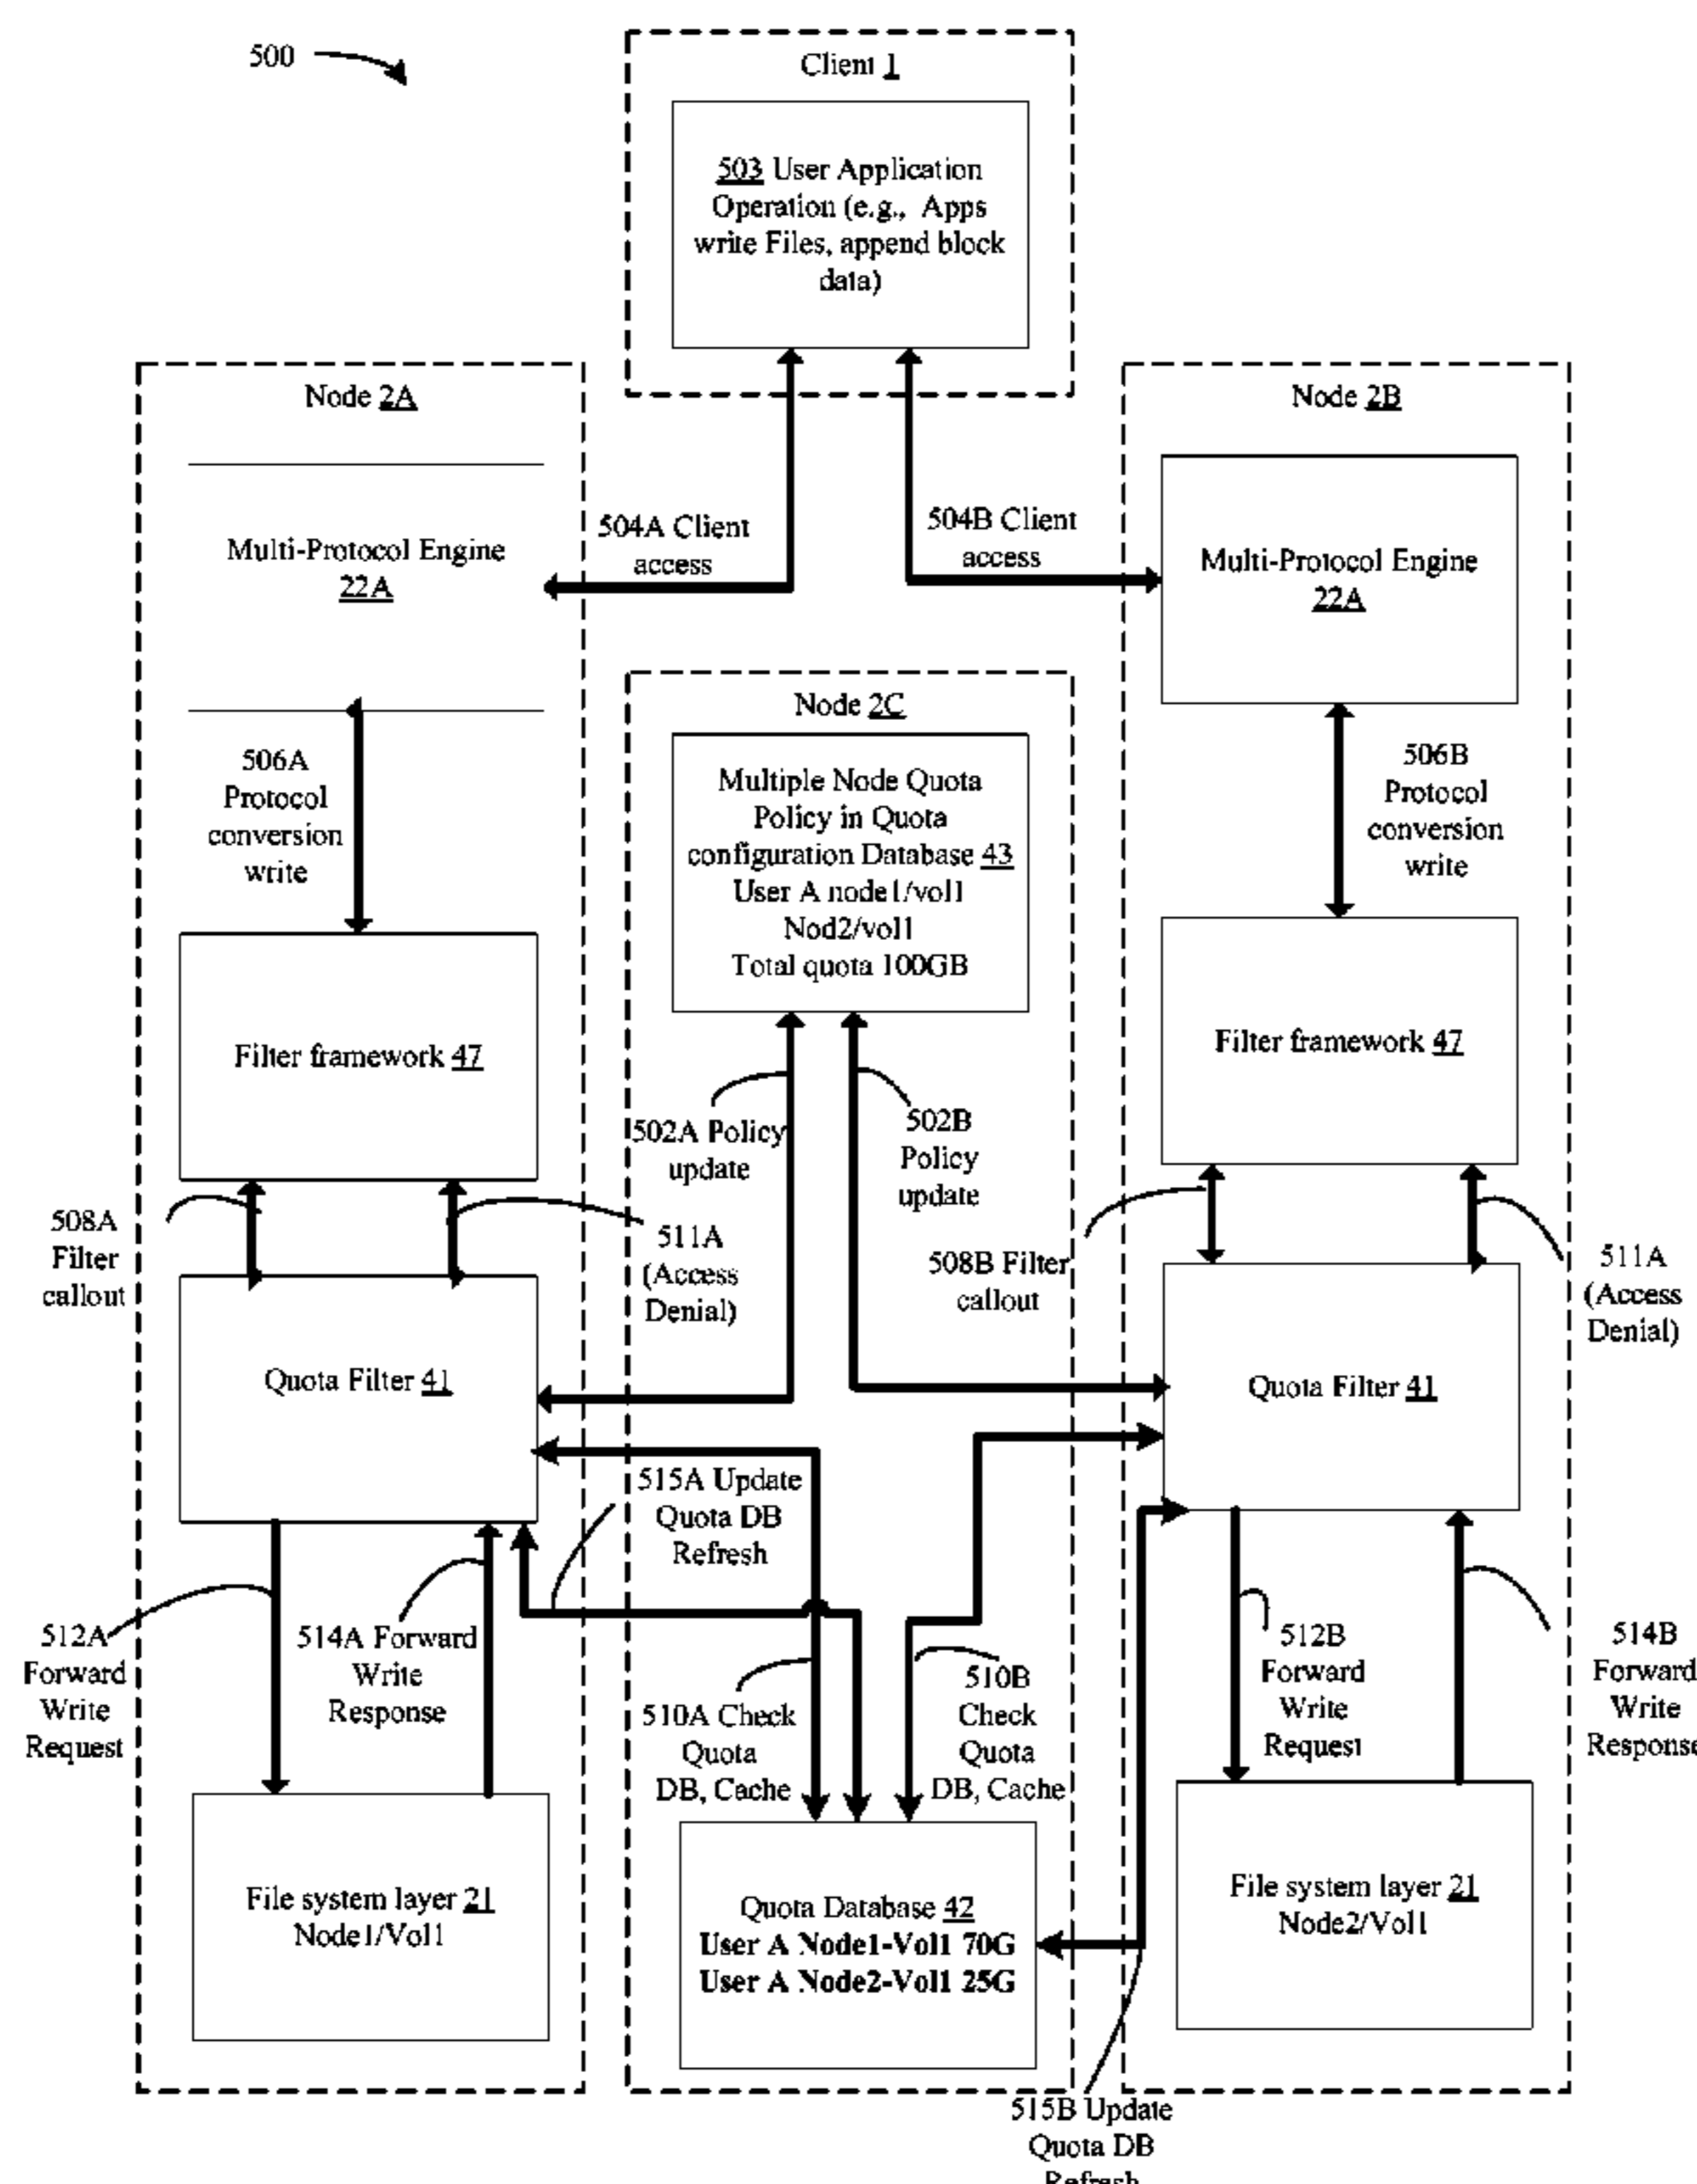 500
Client 1
503 User Application
Operation (e.g., Apps
write Files, append block
data)
Node 2A
Multi-Protocol Engine
22A
504A Client
access
504B Client
access
Node 2B
Multi-Protocol Engine
22A
506A
Protocol
conversion
write
Node 2C
Multiple Node Quota
Policy in Quota
configuration Database 43
User A node1/vol1
Nod2/vol1
Total quota 100GB
506B
Protocol
conversion
write
Filter framework 47
Filter framework 47
502A Policy
update
502B
Policy
update
508A
Filter
callout
511A
(Access
Denial)
508B Filter
callout
511A
(Access
Denial)
Quota Filter 41
Quota Filter 41
515A Update
Quota DB
Refresh
512A
Forward
Write
Request
514A Forward
Write
Response
510A Check
Quota
DB, Cache
510B
Check
Quota
DB, Cache
512B
Forward
Write
Request
514B
Forward
Write
Response
File system layer 21
Node1/Vol1
Quota Database 42
User A Node1-Vol1 70G
User A Node2-Vol1 25G
File system layer 21
Node2/Vol1
515B Update
Quota DB
Refresh